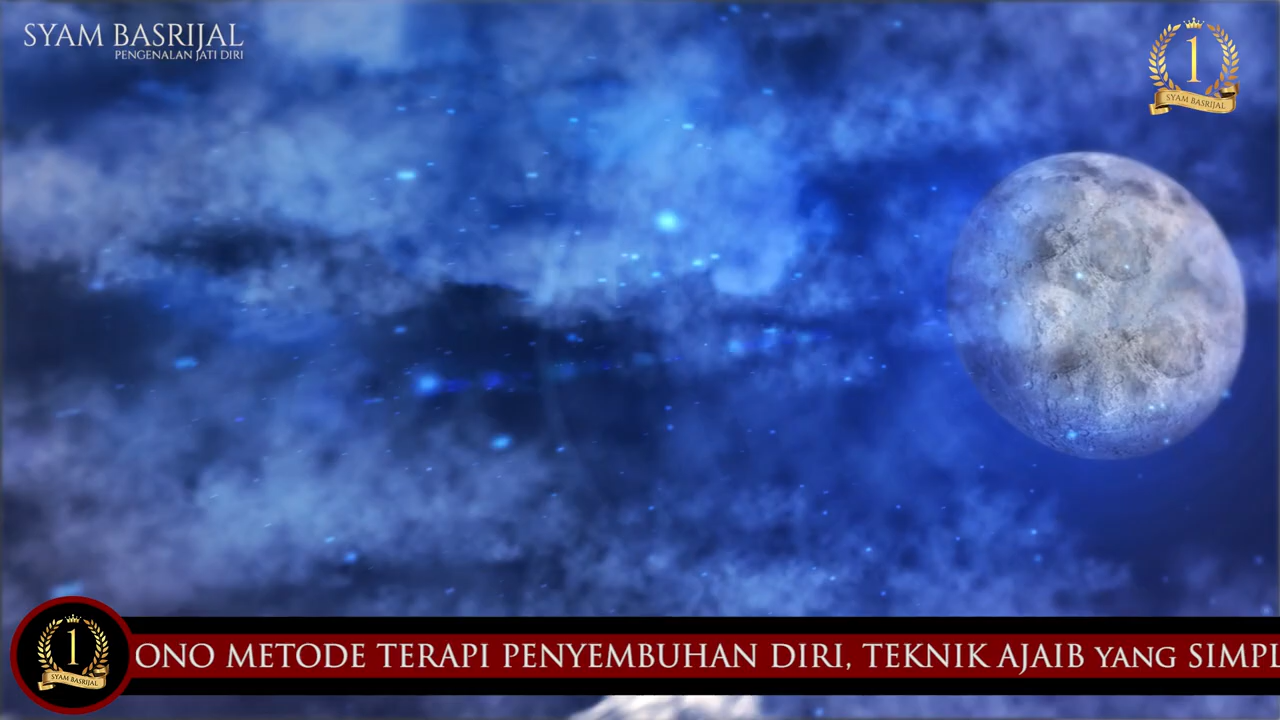 SYAM BASRIJAL
PENGENALAN JATI DIRI
1
SYAM BASRIJAL
1
SYAM BASRIJAL
ONO METODE TERAPI PENYEMBUHAN DIRI, TEKNIK AJAIB YANG SIMPL